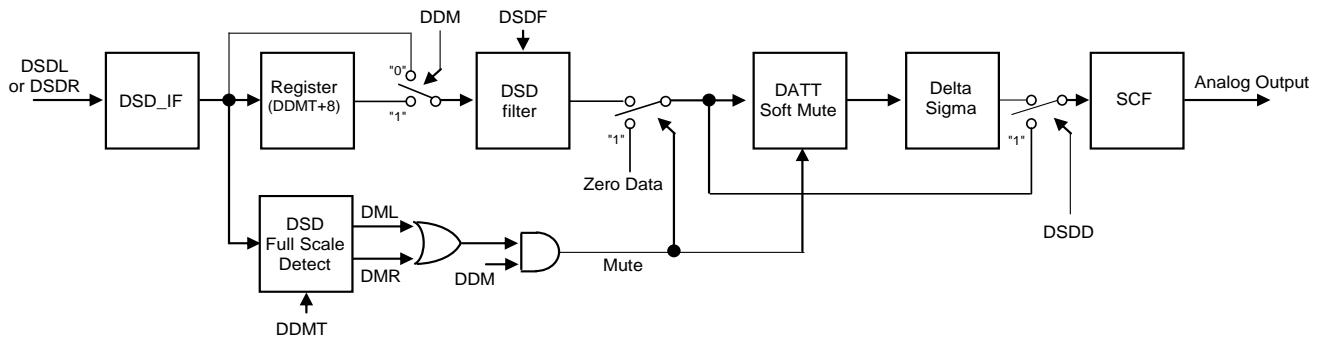 DDM
DSDF
DSDL
or DSDR
DSD_IF
Register
(DDMT+8)
"0"
"1"
DSD
filter
"1"
Zero Data
DATT
Soft Mute
Delta
Sigma
"1"
SCF
Analog Output
DSD
Full Scale
Detect
DML
DMR
DDM
Mute
DSDD
DDMT